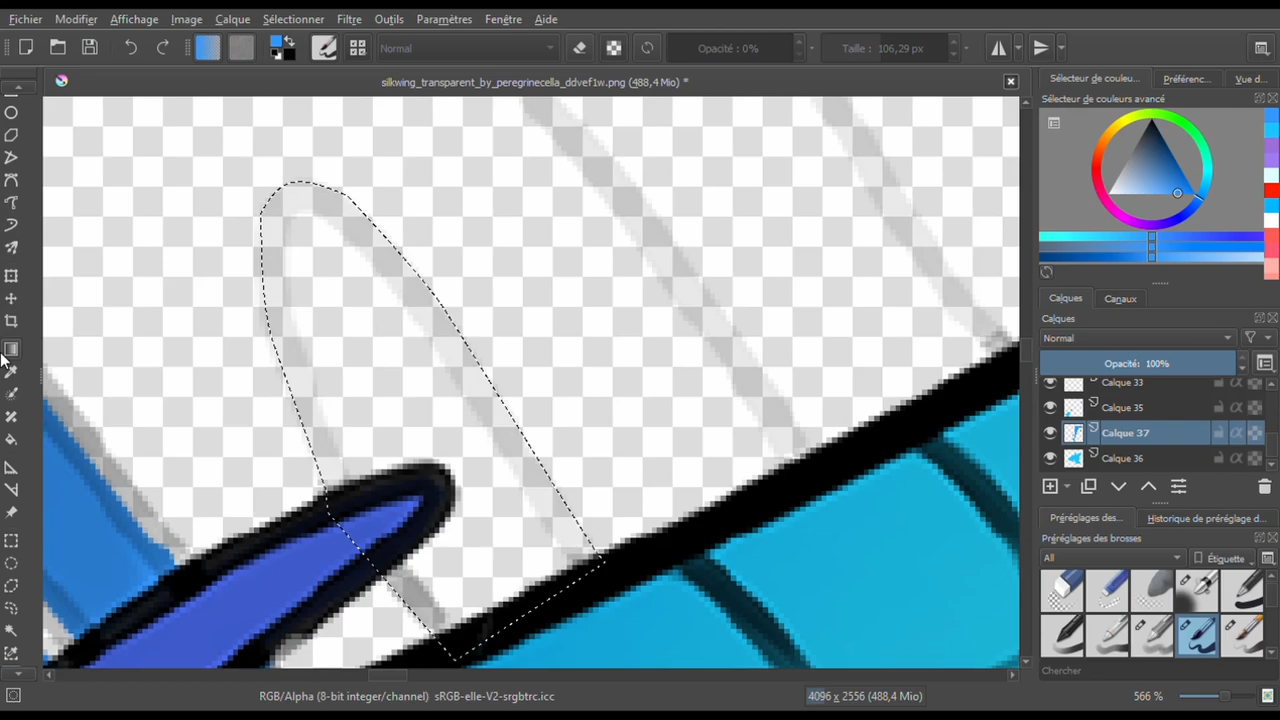 Fichier Modifier Affichage Image Calque Sélectionner Filtre Outils Paramètres Fenêtre Aide
Normal Opacité : 0% Taille : 106,29 px
silkwing_transparent_by_peregrinecella_ddvef1w.png (488,4 Mio) *
Sélecteur de couleu... Préférenc... Vue d...
Sélecteur de couleurs avancé
Calques Canaux
Calques
Normal
Opacité: 100%
Calque 33
Calque 35
Calque 37
Calque 36
Préréglages des... Historique de préréglage d...
Préréglages des brosses
All Étiquette
Chercher
RGB/Alpha (8-bit integer/channel) sRGB-elle-V2-srgbtrc.icc 4096 x 2556 (488,4 Mio) 566 %